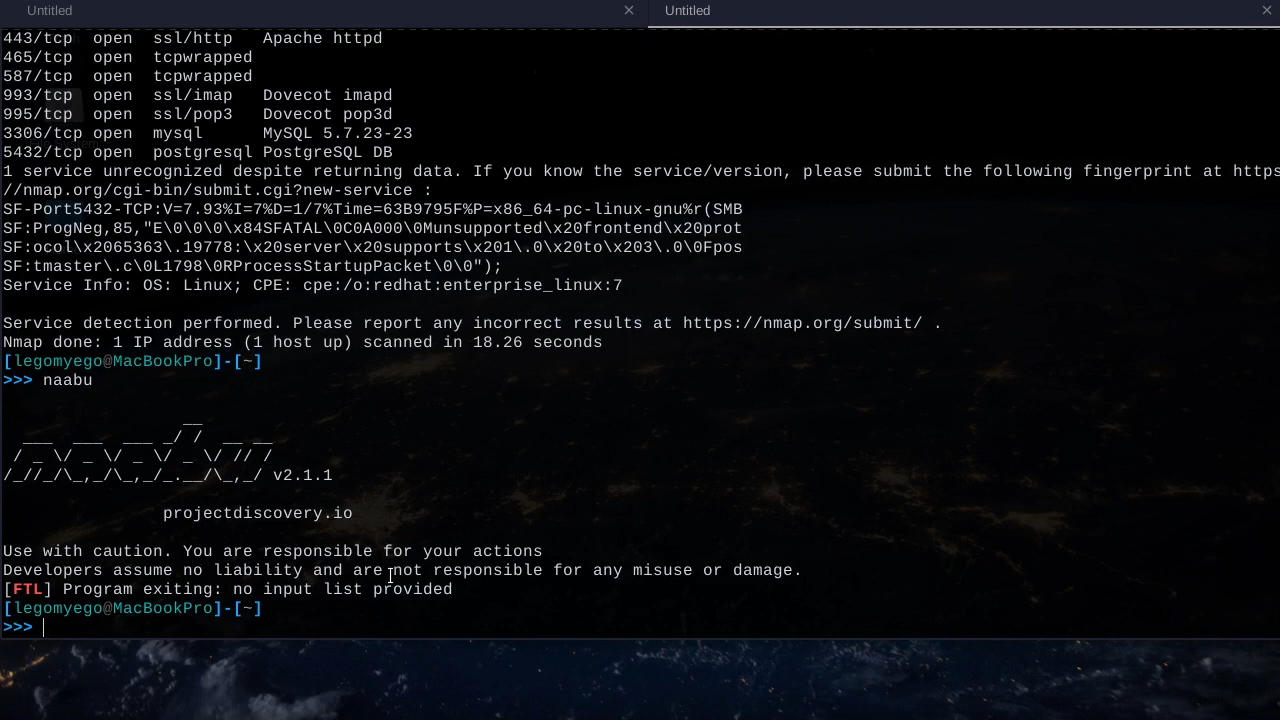 Untitled
Untitled
443/tcp  open  ssl/http   Apache httpd
465/tcp  open  tcpwrapped
587/tcp  open  tcpwrapped
993/tcp  open  ssl/imap   Dovecot imapd
995/tcp  open  ssl/pop3   Dovecot pop3d
3306/tcp open  mysql      MySQL 5.7.23-23
5432/tcp open  postgresql PostgreSQL DB
1 service unrecognized despite returning data. If you know the service/version, please submit the following fingerprint at https
//nmap.org/cgi-bin/submit.cgi?new-service :
SF-Port5432-TCP:V=7.93%I=7%D=1/7%Time=63B9795F%P=x86_64-pc-linux-gnu%r(SMB
SF:ProgNeg,85,"E\0\0\0\x84SFATAL\0C0A000\0Munsupported\x20frontend\x20prot
SF:ocol\x2065363\.19778:\x20server\x20supports\x201\.0\x20to\x203\.0\0Fpos
SF:tmaster\.c\0L1798\0RProcessStartupPacket\0\0");
Service Info: OS: Linux; CPE: cpe:/o:redhat:enterprise_linux:7
Service detection performed. Please report any incorrect results at https://nmap.org/submit/ .
Nmap done: 1 IP address (1 host up) scanned in 18.26 seconds
[legomyego@MacBookPro]-[~]
>>> naabu
                  __
  ___  ___  ___ _/ /  __ __
 / _ \/ _ \/ _ \/ _ \/ // /
/_//_/\_,_/\_,_/_.__/\_,_/ v2.1.1
projectdiscovery.io
Use with caution. You are responsible for your actions
Developers assume no liability and are not responsible for any misuse or damage.
[FTL] Program exiting: no input list provided
[legomyego@MacBookPro]-[~]
>>>